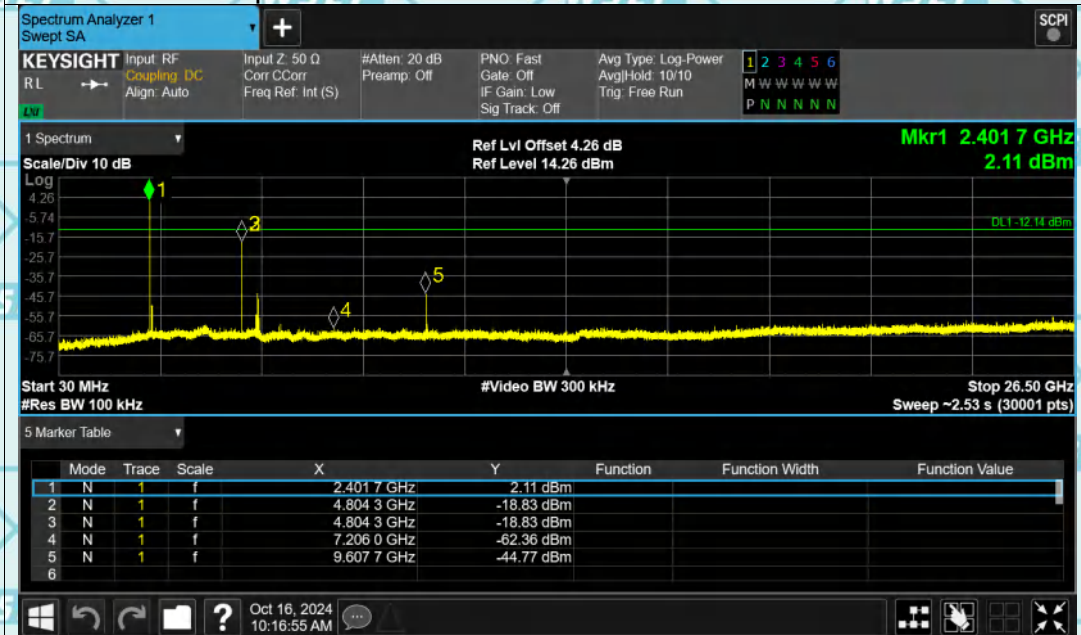 Spectrum Analyzer 1
Swept SA
+
SCPI
KEYSIGHT Input: RF Input Z: 50 Ω #Atten: 20 dB PNO: Fast Avg Type: Log-Power 1 2 3 4 5 6
RL Coupling: DC Corr CCorr Preamp: Off Gate: Off Avg|Hold: 10/10 M W W W W W
Align: Auto Freq Ref: Int (S) IF Gain: Low Trig: Free Run
LXI Sig Track: Off P N N N N N
1 Spectrum
Ref Lvl Offset 4.26 dB Mkr1 2.401 7 GHz
Scale/Div 10 dB Ref Level 14.26 dBm 2.11 dBm
Log
1
4.26
-5.74
3
DL1 -12.14 dBm
-15.7
-25.7
-35.7
5
-45.7
4
-55.7
-65.7
-75.7
Start 30 MHz #Video BW 300 kHz Stop 26.50 GHz
#Res BW 100 kHz Sweep ~2.53 s (30001 pts)
5 Marker Table
Mode Trace Scale X Y Function Function Width Function Value
1 N 1 f 2.401 7 GHz 2.11 dBm
2 N 1 f 4.804 3 GHz -18.83 dBm
3 N 1 f 4.804 3 GHz -18.83 dBm
4 N 1 f 7.206 0 GHz -62.36 dBm
5 N 1 f 9.607 7 GHz -44.77 dBm
6
?
Oct 16, 2024
10:16:55 AM